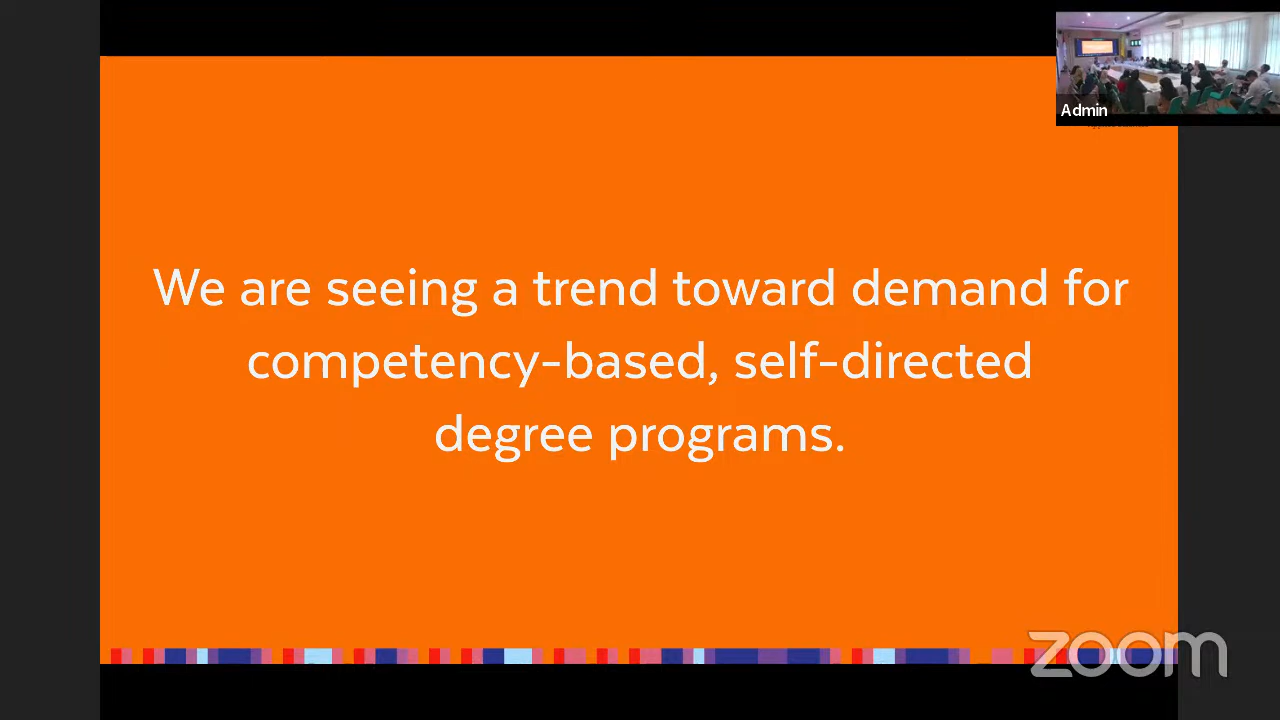 Admin
We are seeing a trend toward demand for
competency-based, self-directed
degree programs.
zoom